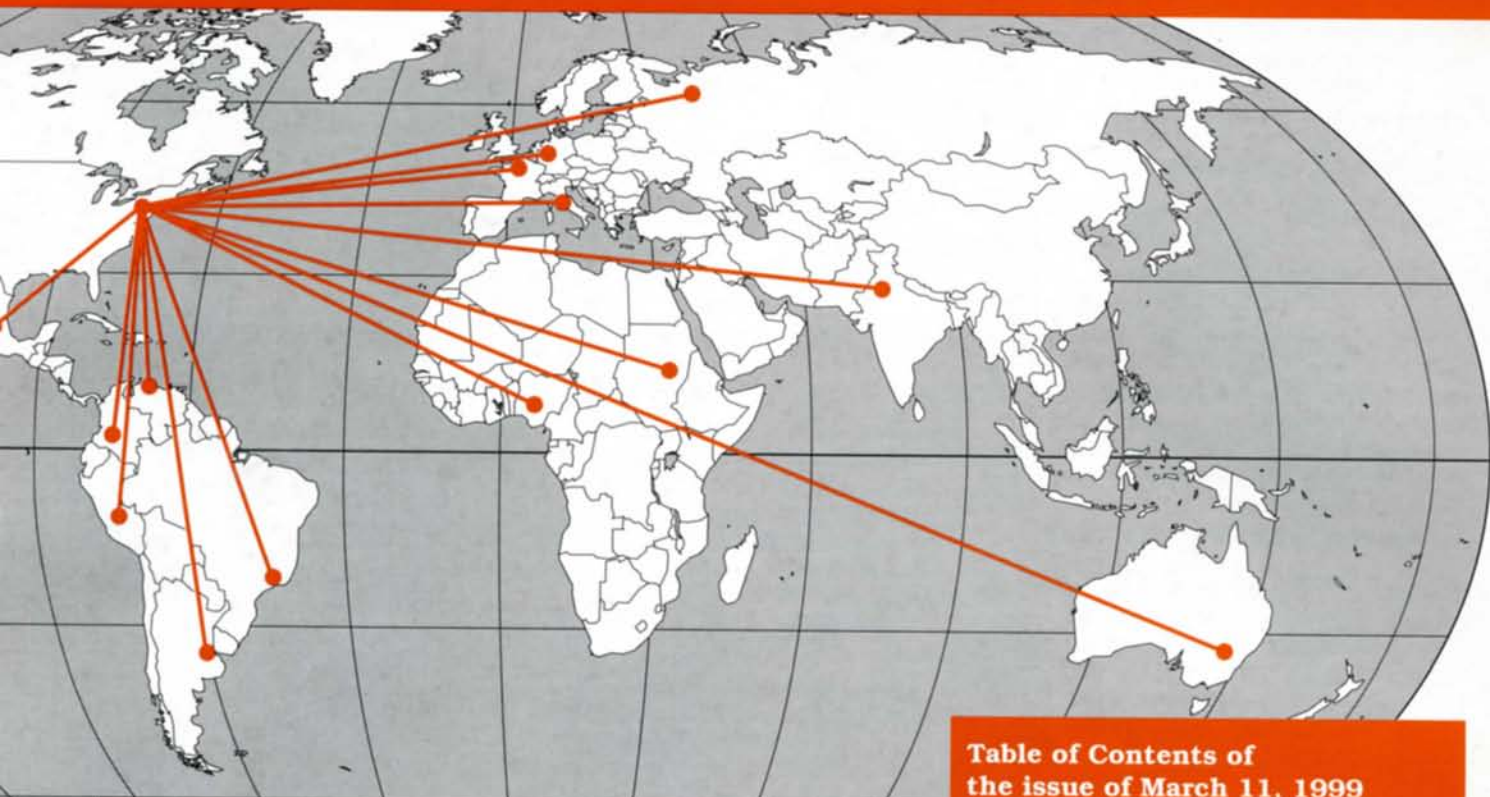 Table of Contents of
the issue of March 11, 1999